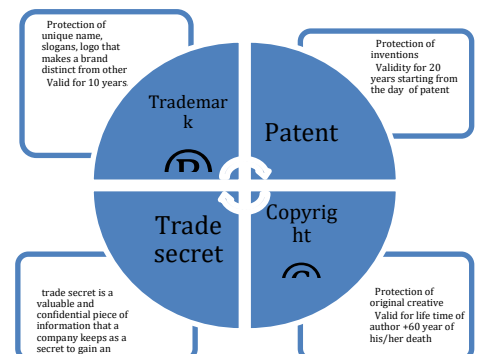 Protection of
unique name,
slogans, logo that
makes a brand
distinct from other
Valid for 10 years.
Protection of
inventions
Validity for 20
years starting from
the day of patent
Trademar
k
Patent
Trade
secret
Copyrig
ht
trade secret is a
valuable and
confidential piece of
information that a
company keeps as a
secret to gain an
Protection of
original creative
Valid for life time of
author +60 year of
his/her death